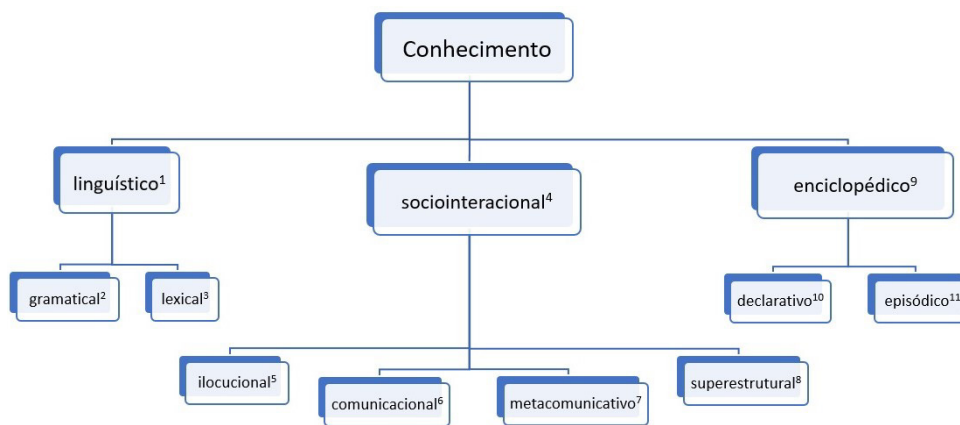 Conhecimento
linguístico¹
sociointeracional⁴
enciclopédico⁹
gramatical²
lexical³
declarativo¹⁰
episódico¹¹
ilocucional⁵
comunicacional⁶
metacomunicativo⁷
superestrutural⁸